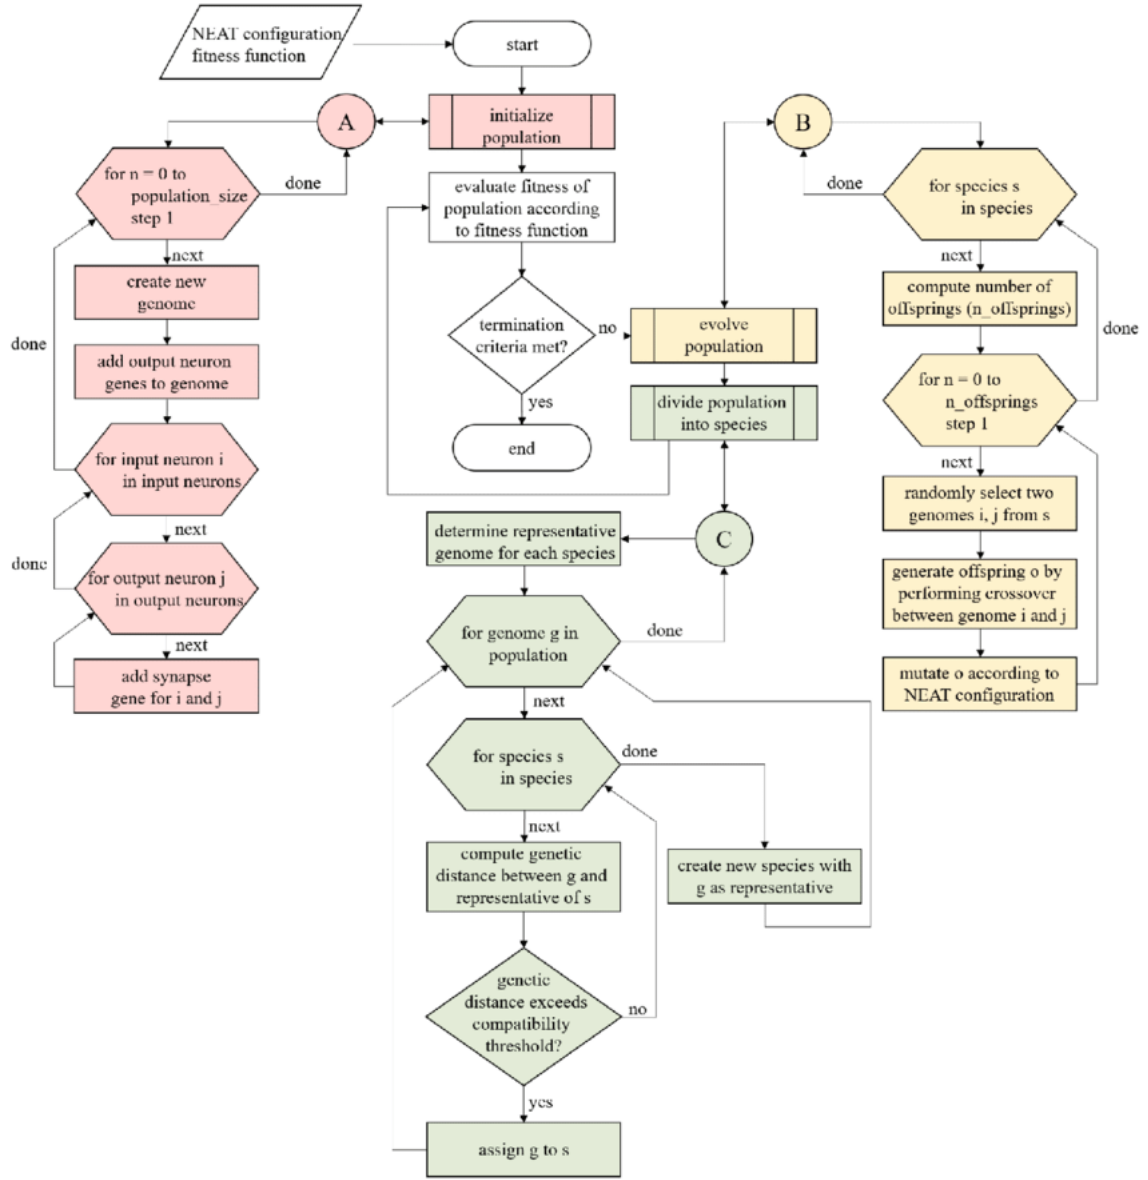 NEAT configuration
fitness function
start
A
initialize
population
B
for n = 0 to
population_size
step 1
done
next
create new
genome
add output neuron
genes to genome
done
for input neuron i
in input neurons
next
done
for output neuron j
in output neurons
next
add synapse
gene for i and j
evaluate fitness of
population according
to fitness function
termination
criteria met?
no
yes
end
evolve
population
divide population
into species
C
determine representative
genome for each species
for genome g in
population
done
next
for species s
in species
done
next
compute genetic
distance between g and
representative of s
create new species with
g as representative
genetic
distance exceeds
compatibility
threshold?
no
yes
assign g to s
for species s
in species
done
next
compute number of
offsprings (n_offsprings)
done
for n = 0 to
n_offsprings
step 1
next
randomly select two
genomes i, j from s
generate offspring o by
performing crossover
between genome i and j
mutate o according to
NEAT configuration